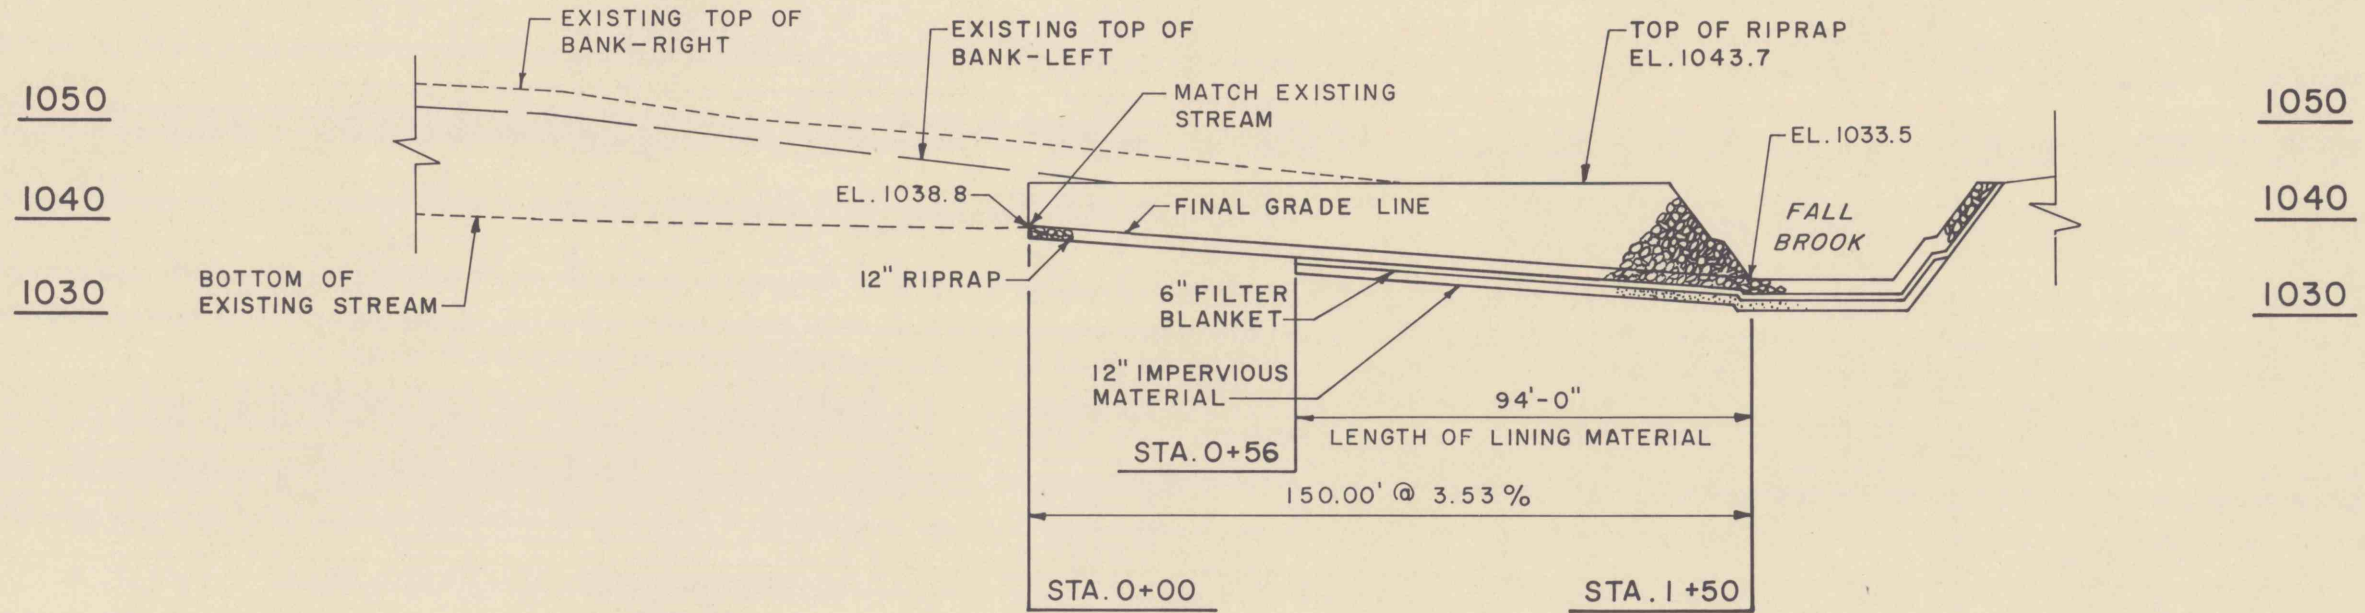 EXISTING TOP OF
BANK-RIGHT
EXISTING TOP OF
BANK-LEFT
TOP OF RIPRAP
EL. 1043.7
MATCH EXISTING
STREAM
1050
1050
EL. 1033.5
EL. 1038.8
FINAL GRADE LINE
1040
FALL
BROOK
1040
BOTTOM OF
EXISTING STREAM
12" RIPRAP
6" FILTER
BLANKET
1030
1030
12" IMPERVIOUS
MATERIAL
94'-0"
LENGTH OF LINING MATERIAL
STA. 0+56
150.00' @ 3.53%
STA. 0+00
STA. 1+50